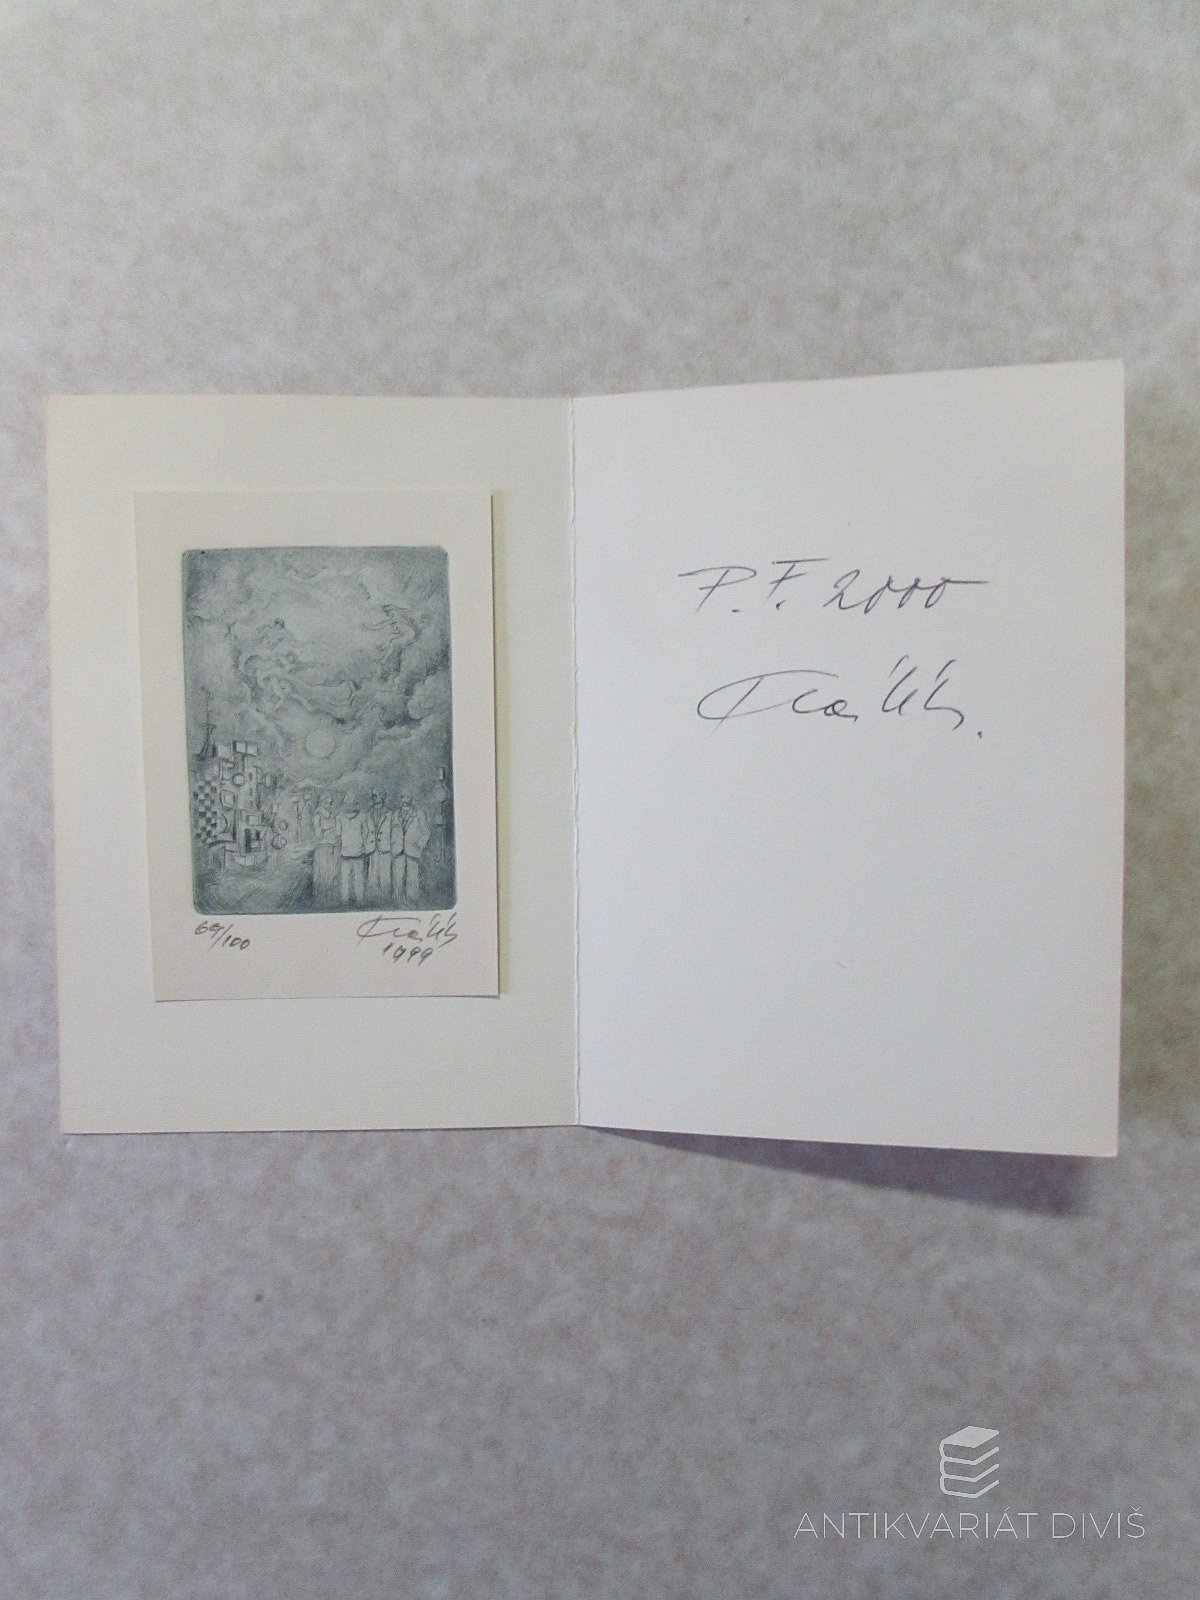 69/100
1999
P.F. 2000
ANTIKVARIÁT DIVIŠ